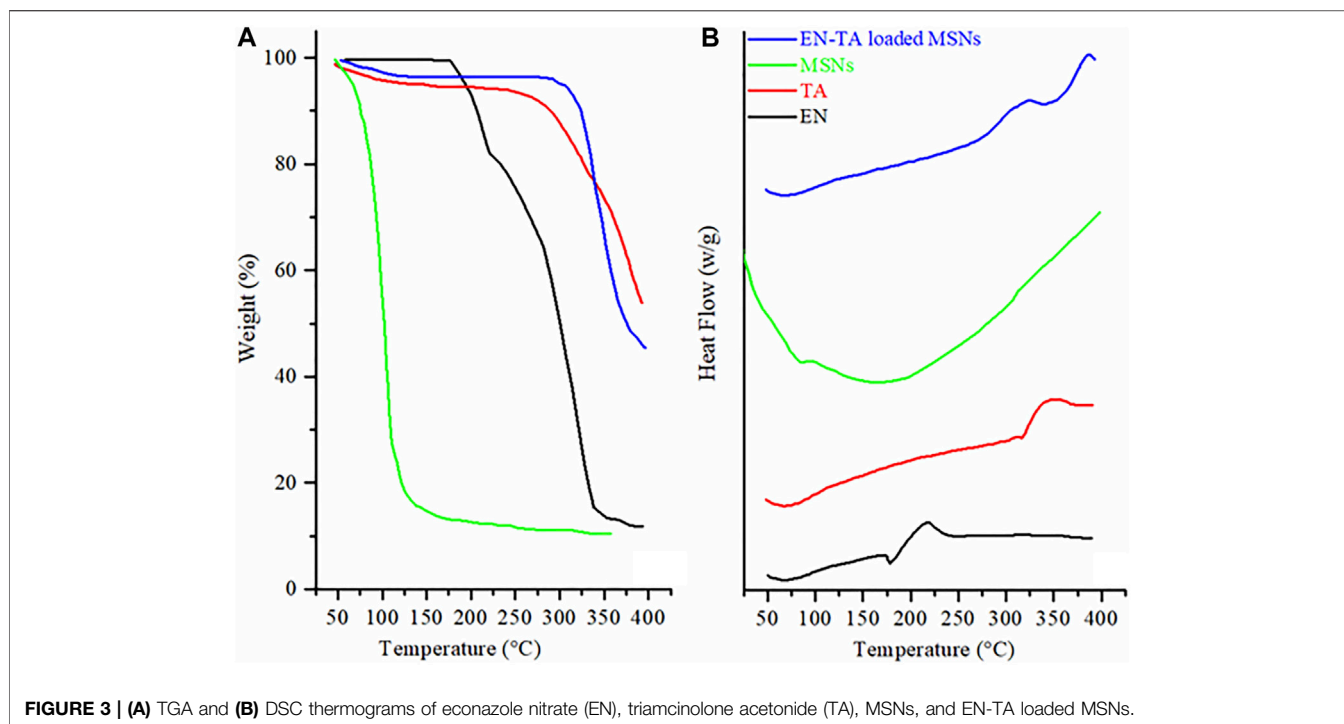 A
100
80
60
40
20
0
Weight (%)
50 100 150 200 250 300 350 400
Temperature (°C)
B
EN-TA loaded MSNs
MSNs
TA
EN
Heat Flow (w/g)
50 100 150 200 250 300 350 400
Temperature (°C)
FIGURE 3 | (A) TGA and (B) DSC thermograms of econazole nitrate (EN), triamcinolone acetonide (TA), MSNs, and EN-TA loaded MSNs.